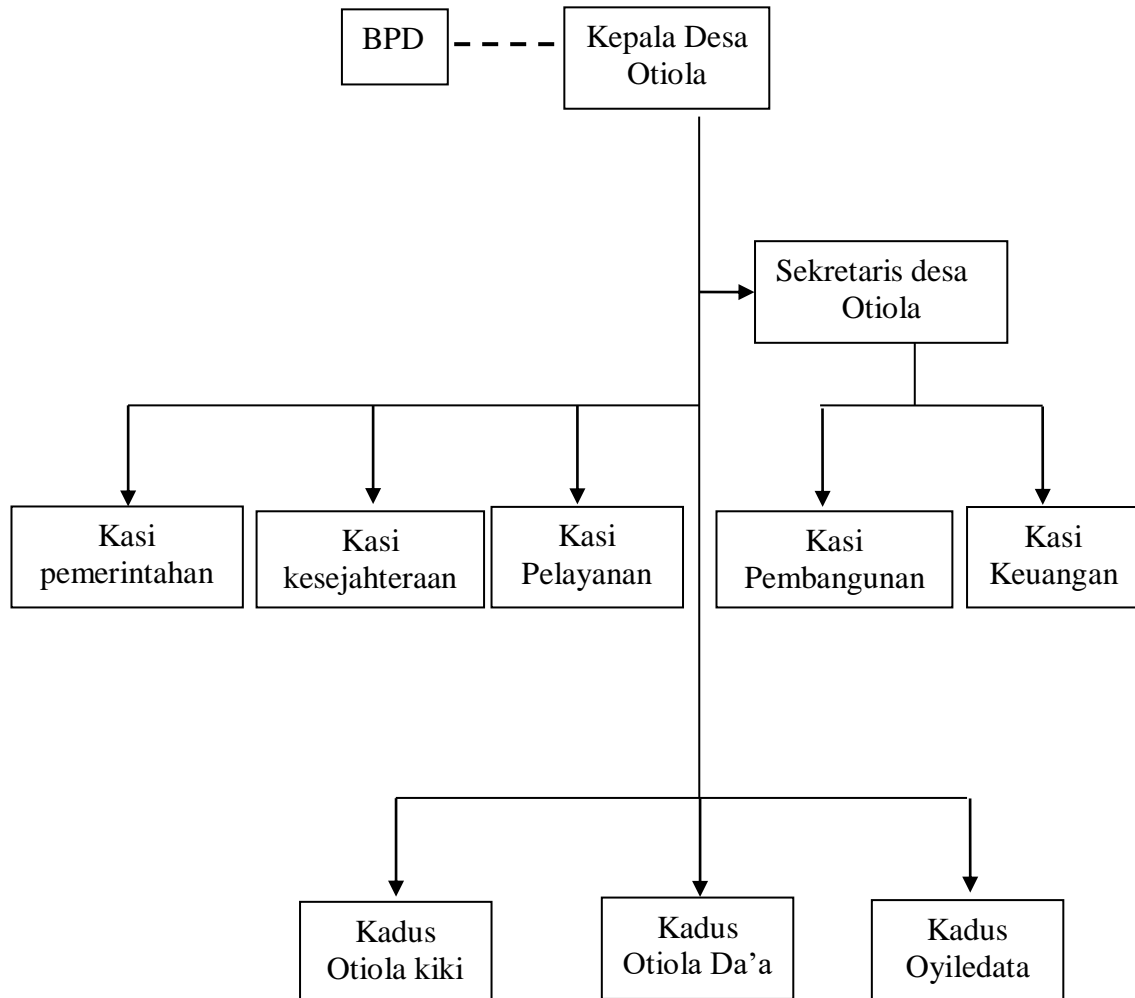 BPD
Kepala Desa
Otiola
Sekretaris desa
Otiola
Kasi
pemerintahan
Kasi
kesejahteraan
Kasi
Pelayanan
Kasi
Pembangunan
Kasi
Keuangan
Kadus
Otiola kiki
Kadus
Otiola Da’a
Kadus
Oyiledata